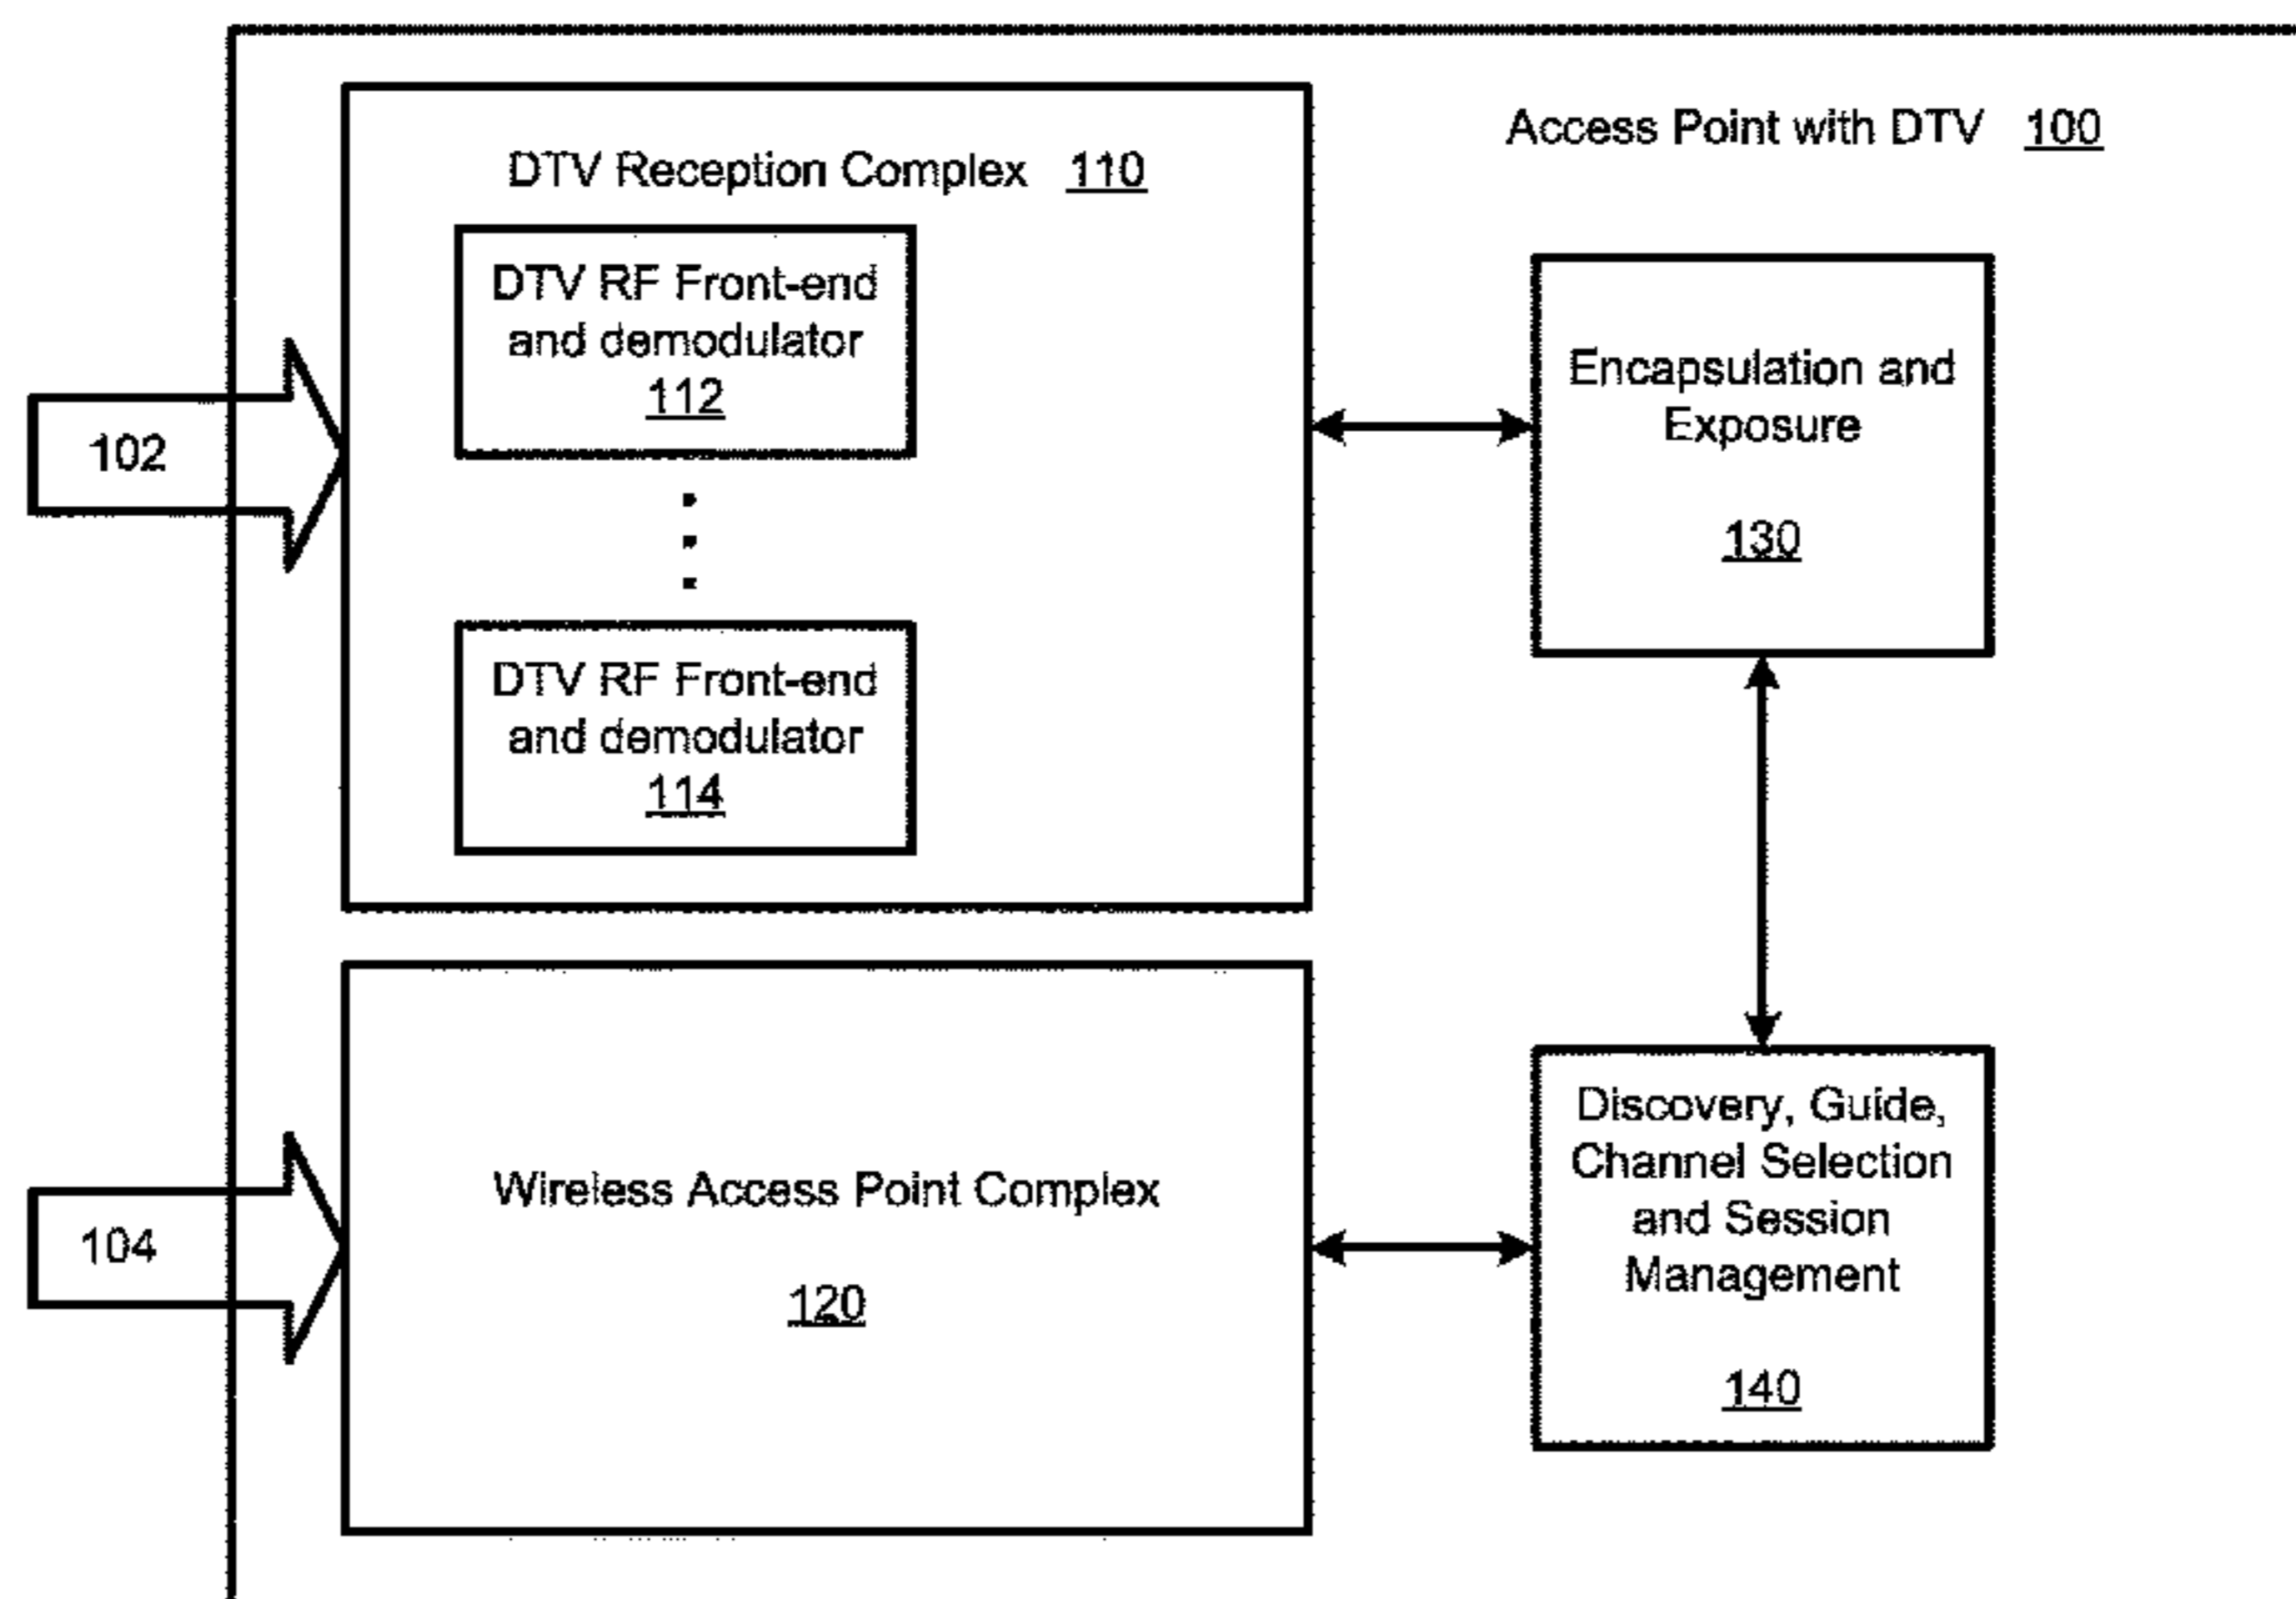 Access Point with DTV 100
DTV Reception Complex 110
DTV RF Front-end
and demodulator
112
102
Encapsulation and
Exposure
130
DTV RF Front-end
and demodulator
114
Discovery, Guide,
Channel Selection
and Session
Management
140
Wireless Access Point Complex
120
104